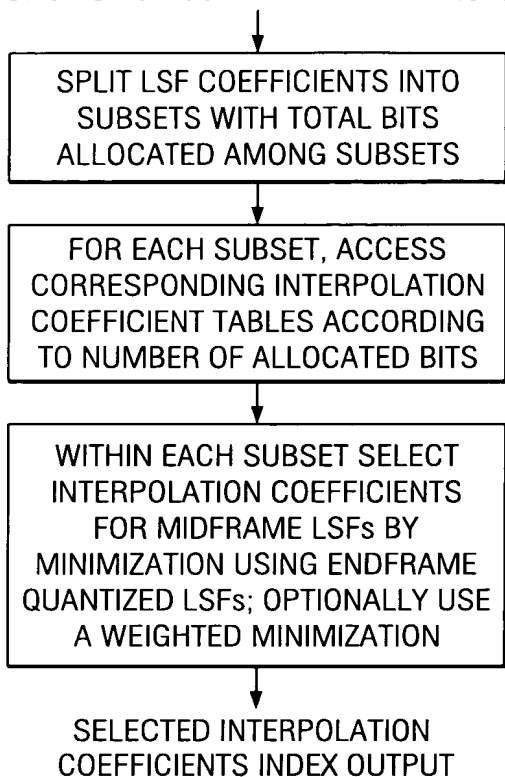 SPLIT LSF COEFFICIENTS INTO
SUBSETS WITH TOTAL BITS
ALLOCATED AMONG SUBSETS
FOR EACH SUBSET, ACCESS
CORRESPONDING INTERPOLATION
COEFFICIENT TABLES ACCORDING
TO NUMBER OF ALLOCATED BITS
WITHIN EACH SUBSET SELECT
INTERPOLATION COEFFICIENTS
FOR MIDFRAME LSFs BY
MINIMIZATION USING ENDFRAME
QUANTIZED LSFs; OPTIONALLY USE
A WEIGHTED MINIMIZATION
SELECTED INTERPOLATION
COEFFICIENTS INDEX OUTPUT